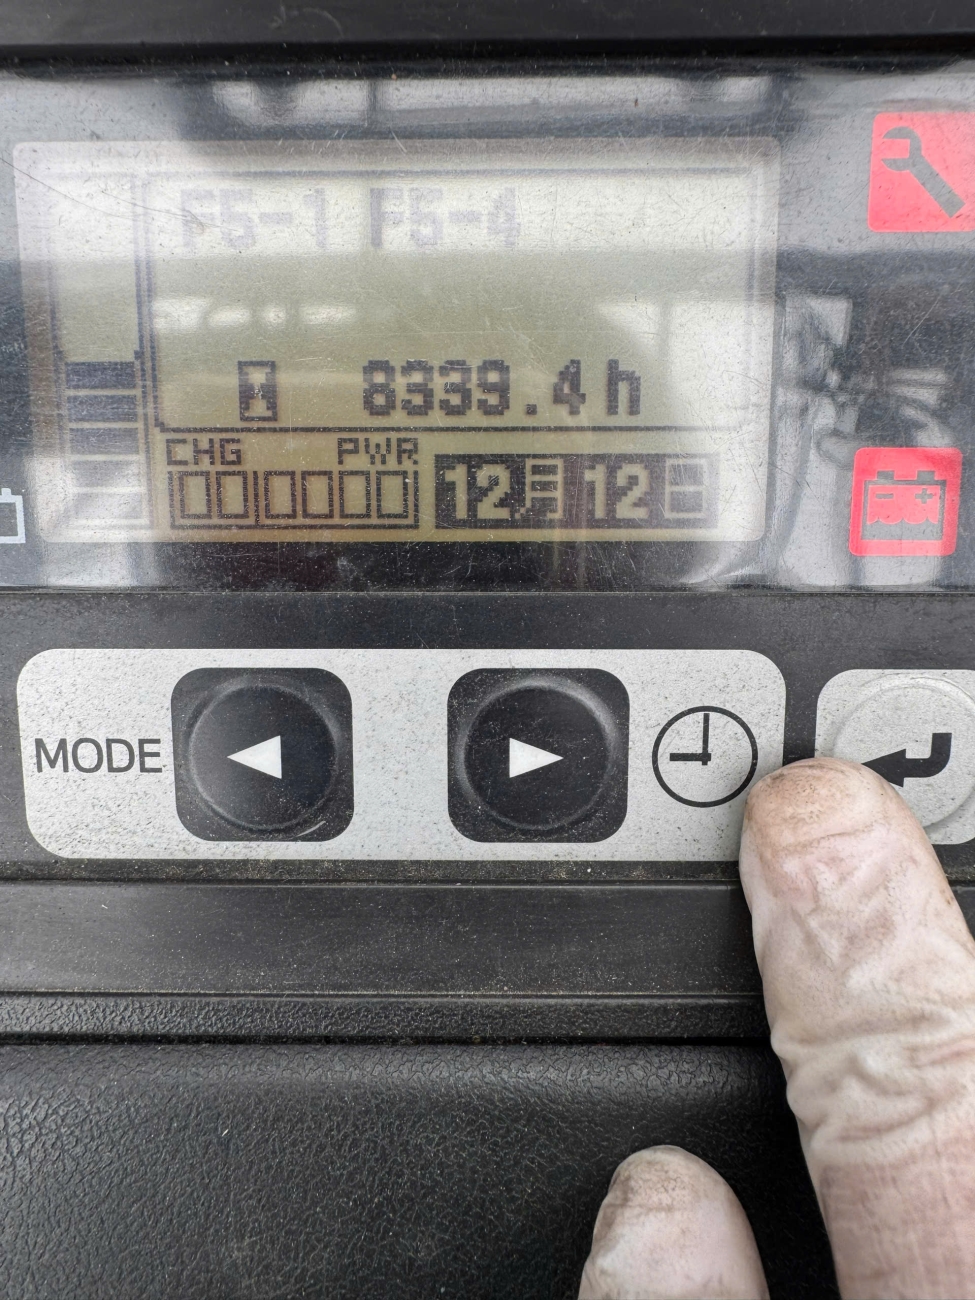 F5-1 F5-4
8339.4h
CHG PWR
12月12日
MODE